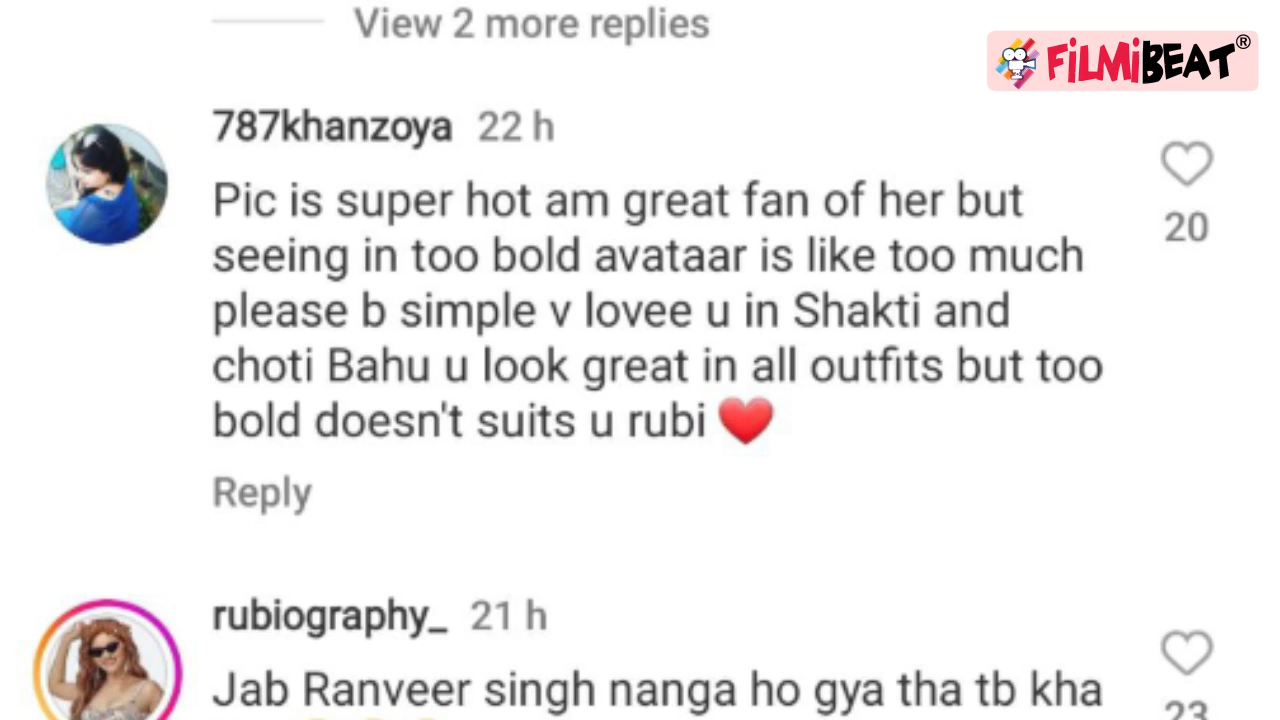 View 2 more replies
FiLMiBEAT®
787khanzoya 22 h
Pic is super hot am great fan of her but
seeing in too bold avataar is like too much
please b simple v lovee u in Shakti and
choti Bahu u look great in all outfits but too
bold doesn't suits u rubi ❤️
20
Reply
rubiography_ 21 h
Jab Ranveer singh nanga ho gya tha tb kha
23